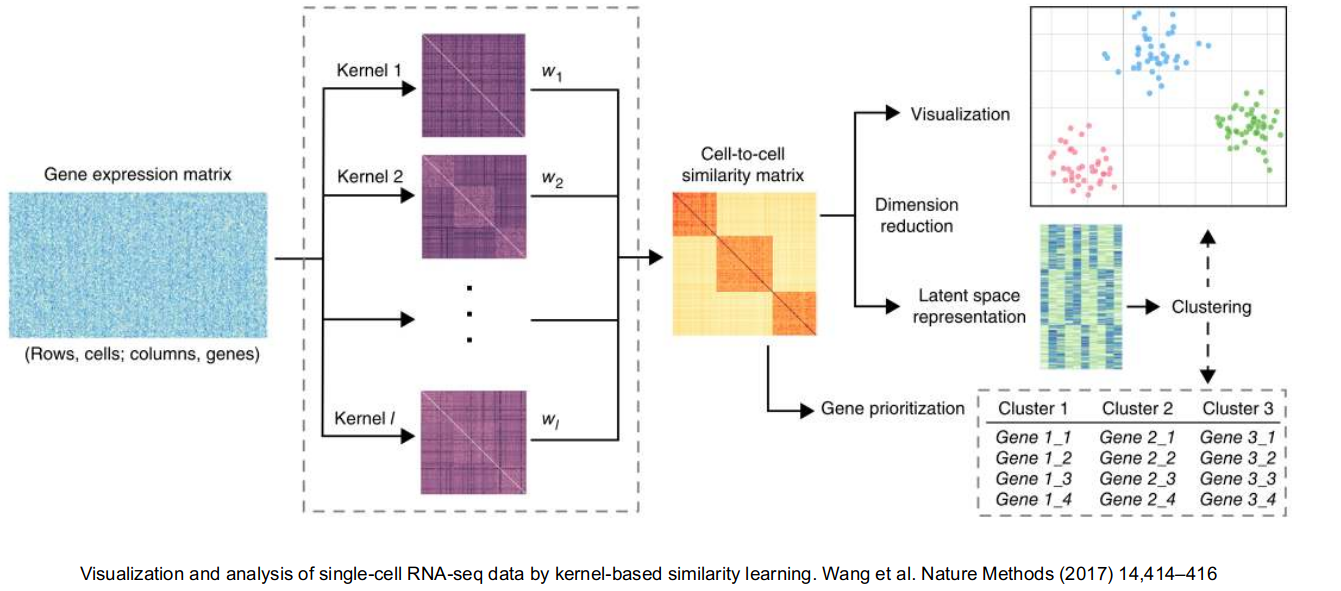 Gene expression matrix
(Rows, cells; columns, genes)
Kernel 1
w1
Kernel 2
w2
Kernel l
wl
Cell-to-cell
similarity matrix
Visualization
Dimension
reduction
Latent space
representation
Clustering
Gene prioritization
Cluster 1 Cluster 2 Cluster 3
Gene 1_1 Gene 2_1 Gene 3_1
Gene 1_2 Gene 2_2 Gene 3_2
Gene 1_3 Gene 2_3 Gene 3_3
Gene 1_4 Gene 2_4 Gene 3_4
Visualization and analysis of single-cell RNA-seq data by kernel-based similarity learning. Wang et al. Nature Methods (2017) 14,414–416